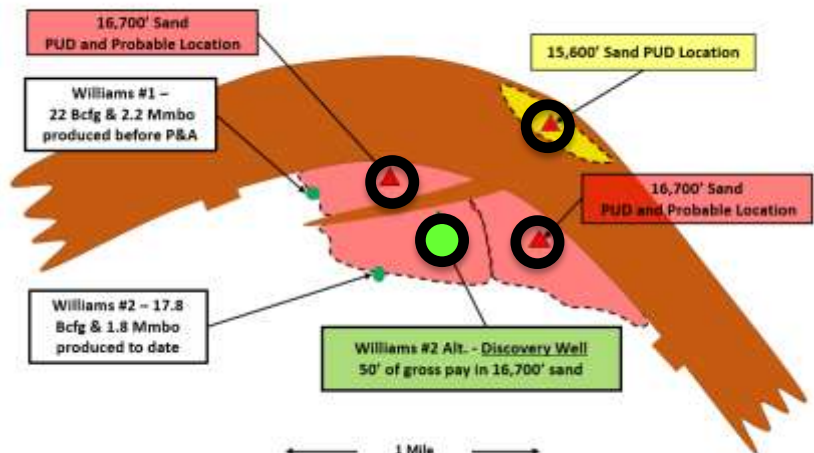 16,700' Sand
PUD and Probable Location
15,600' Sand PUD Location
Williams #1 –
22 Bcfg & 2.2 Mmbo
produced before P&A
16,700' Sand
PUD and Probable Location
Williams #2 – 17.8
Bcfg & 1.8 Mmbo
produced to date
Williams #2 Alt. - Discovery Well
50' of gross pay in 16,700' sand
1 Mile